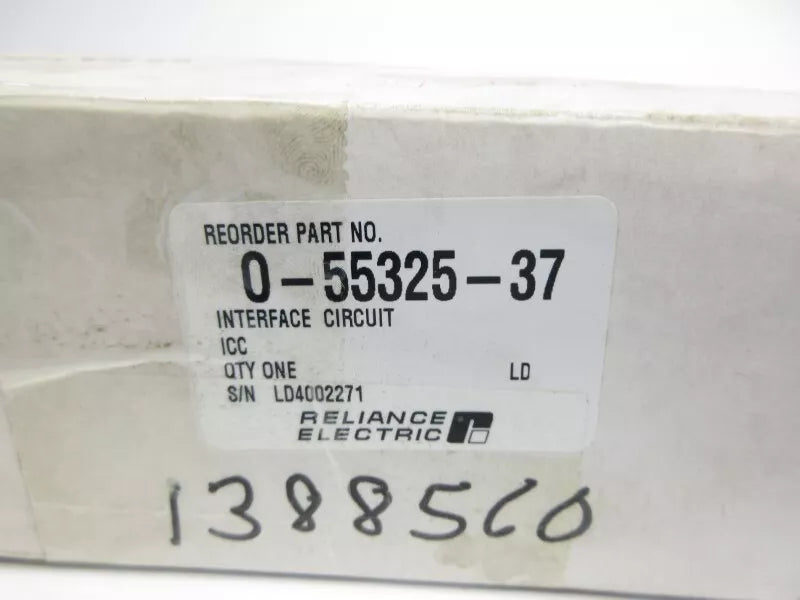 REORDER PART NO.
0-55325-37
INTERFACE CIRCUIT
ICC
QTY ONE LD
S/N LD4002271
RELIANCE
ELECTRIC
1388560